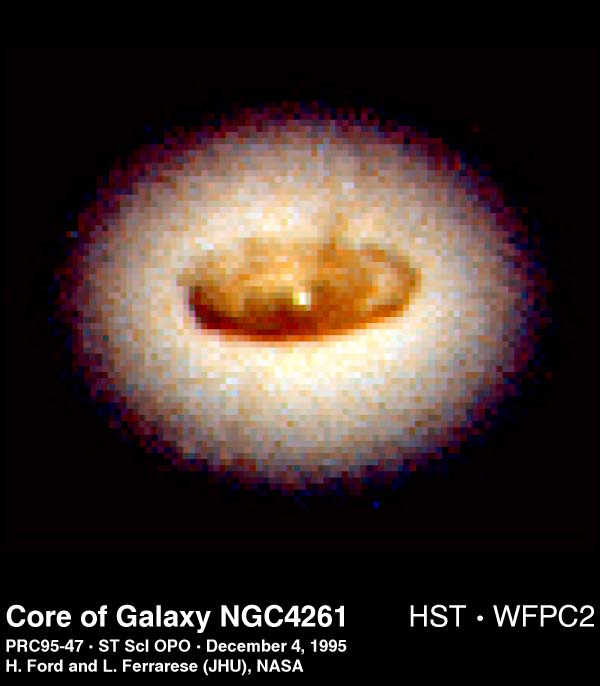 Core of Galaxy NGC4261 HST · WFPC2
PRC95-47 · ST ScI OPO · December 4, 1995
H. Ford and L. Ferrarese (JHU), NASA